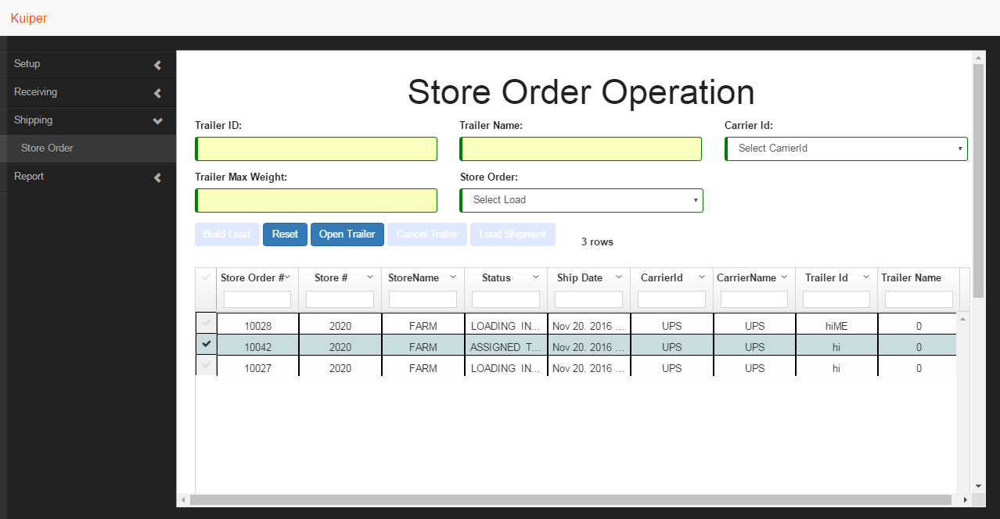 Kuiper
Setup
Receiving
Shipping
Store Order
Report
Store Order Operation
Trailer ID: Trailer Name: Carrier Id:
Select CarrierId
Trailer Max Weight: Store Order:
Select Load
Build Load Reset Open Trailer Cancel Trailer Load Shipment 3 rows
Store Order # Store # StoreName Status Ship Date CarrierId CarrierName Trailer Id Trailer Name
10028 2020 FARM LOADING IN... Nov 20. 2016 ... UPS UPS hiME 0
10042 2020 FARM ASSIGNED T... Nov 20. 2016 ... UPS UPS hi 0
10027 2020 FARM LOADING IN... Nov 20. 2016 ... UPS UPS hi 0